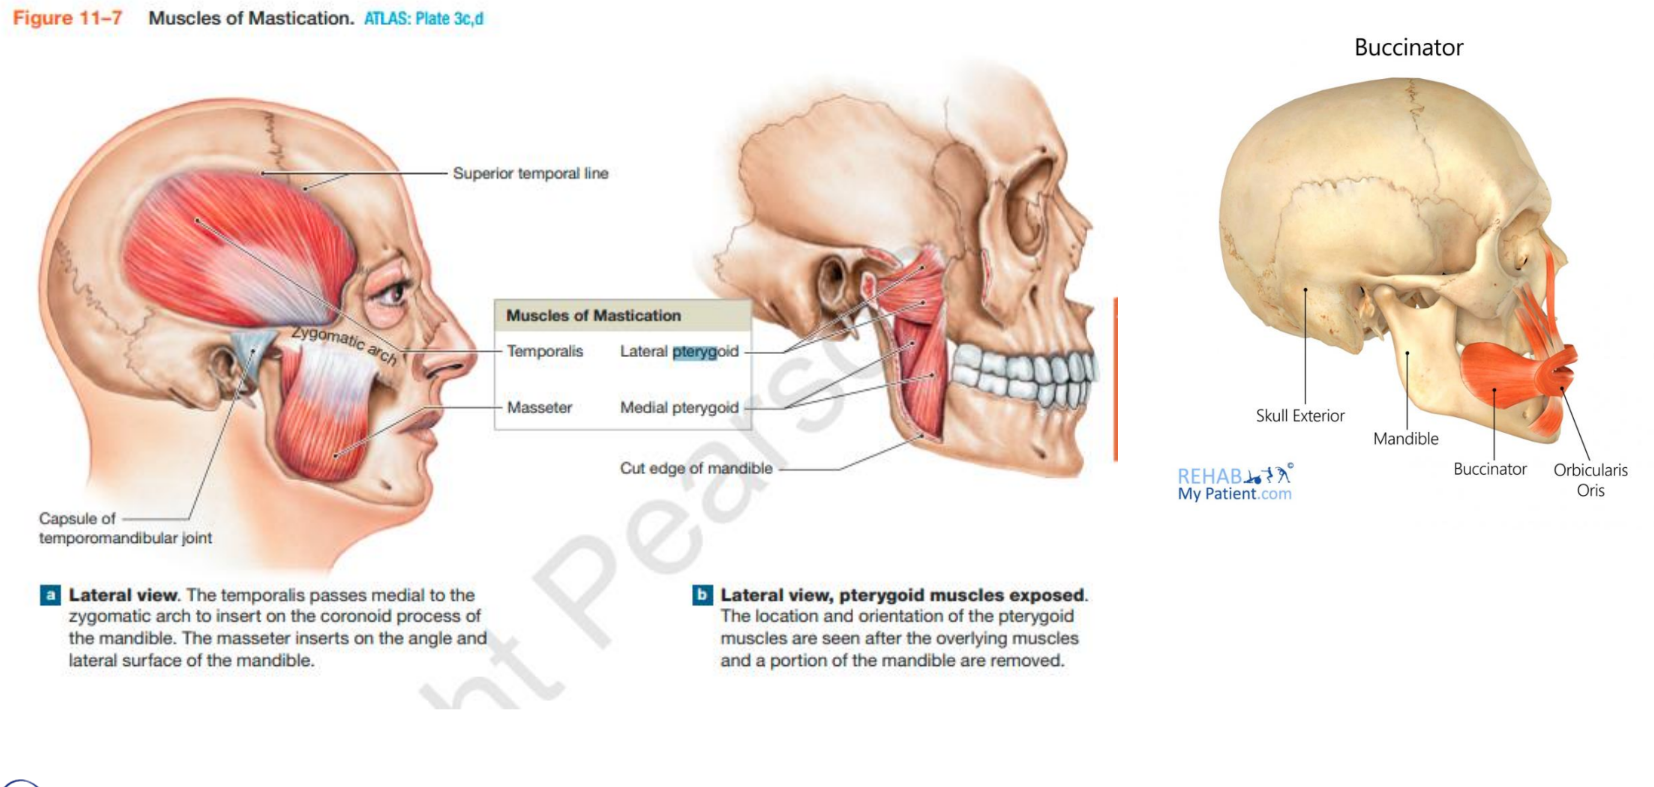 Figure 11–7 Muscles of Mastication. ATLAS: Plate 3c,d
Superior temporal line
Zygomatic arch
Muscles of Mastication
Temporalis Lateral pterygoid
Masseter Medial pterygoid
Cut edge of mandible
Capsule of
temporomandibular joint
a Lateral view. The temporalis passes medial to the
zygomatic arch to insert on the coronoid process of
the mandible. The masseter inserts on the angle and
lateral surface of the mandible.
b Lateral view, pterygoid muscles exposed.
The location and orientation of the pterygoid
muscles are seen after the overlying muscles
and a portion of the mandible are removed.
ht Pearso
Buccinator
Skull Exterior
Mandible
Buccinator
Orbicularis
Oris
REHAB
My Patient.com